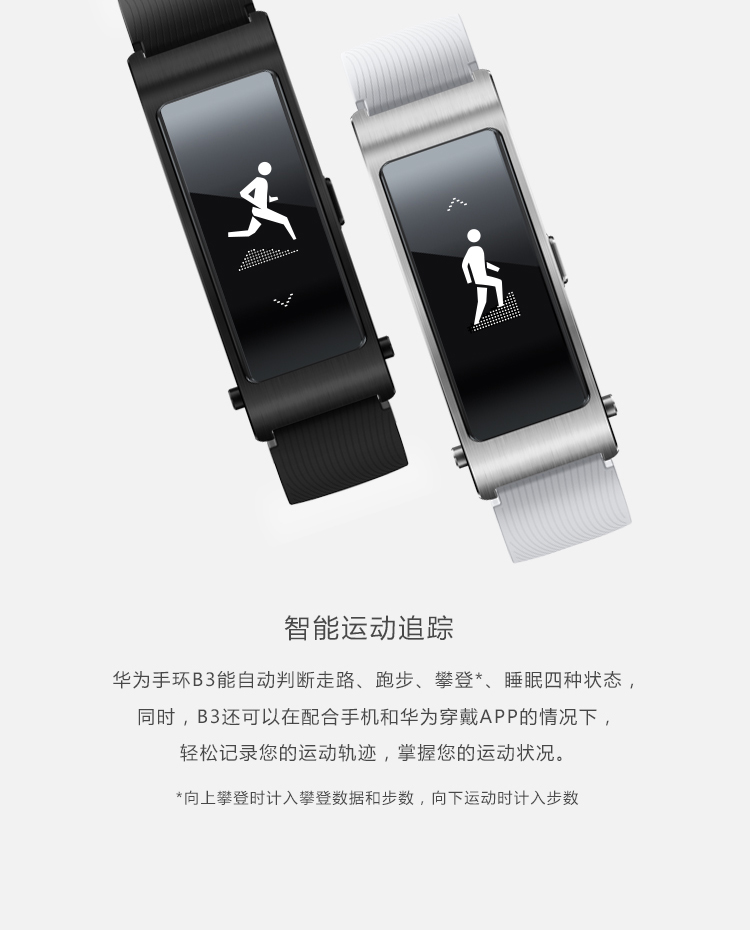 智能运动追踪
华为手环B3能自动判断走路、跑步、攀登*、睡眠四种状态，
同时，B3还可以在配合手机和华为穿戴APP的情况下，
轻松记录您的运动轨迹，掌握您的运动状况。
*向上攀登时计入攀登数据和步数，向下运动时计入步数